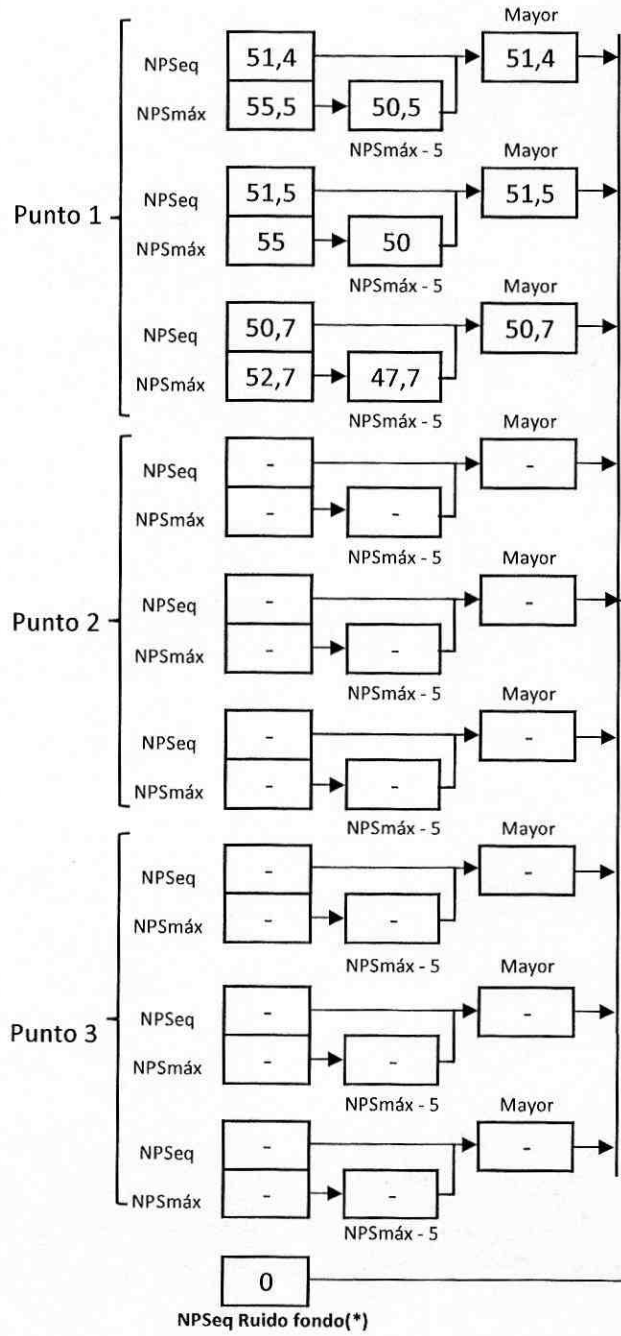 Mayor
NPSeq 51,4 51,4
NPSmáx 55,5 50,5
NPSmáx - 5 Mayor
Punto 1
NPSeq 51,5 51,5
NPSmáx 55 50
NPSmáx - 5 Mayor
NPSeq 50,7 50,7
NPSmáx 52,7 47,7
NPSmáx - 5 Mayor
NPSeq - -
NPSmáx - -
NPSmáx - 5 Mayor
Punto 2
NPSeq - -
NPSmáx - -
NPSmáx - 5 Mayor
NPSeq - -
NPSmáx - -
NPSmáx - 5 Mayor
NPSeq - -
NPSmáx - -
NPSmáx - 5 Mayor
Punto 3
NPSeq - -
NPSmáx - -
NPSmáx - 5 Mayor
NPSeq - -
NPSmáx - -
NPSmáx - 5
0
NPSeq Ruido fondo(*)